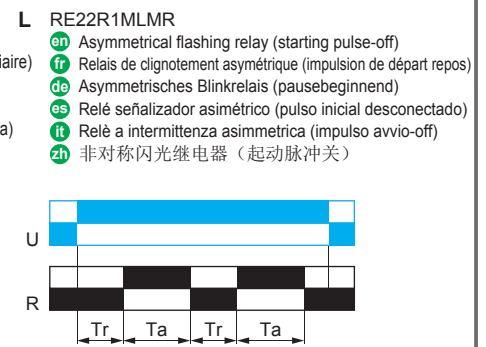 L RE22R1MLMR
en Asymmetrical flashing relay (starting pulse-off)
iaire) fr Relais de clignotement asymétrique (impulsion de départ repos)
de Asymmetrisches Blinkrelais (pausebeginnend)
es Relé señalizador asimétrico (pulso inicial desconectado)
a) it Relè a intermittenza asimmetrica (impulso avvio-off)
zh 非对称闪光继电器（起动脉冲关）
U
R
Tr Ta Tr Ta